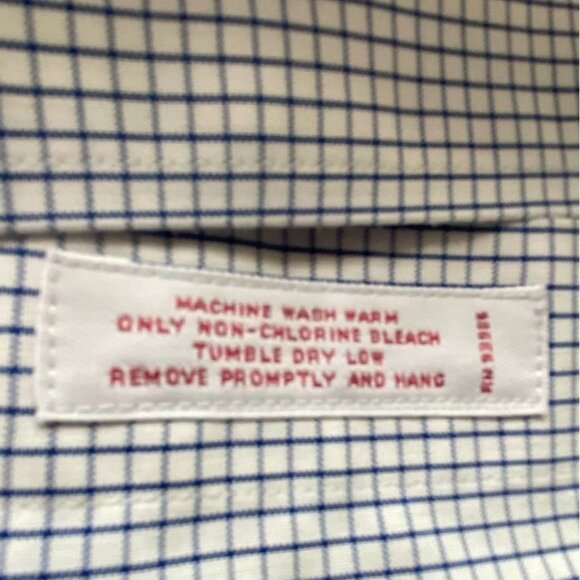 MACHINE WASH WARM
ONLY NON-CHLORINE BLEACH
TUMBLE DRY LOW
REMOVE PROMPTLY AND HANG